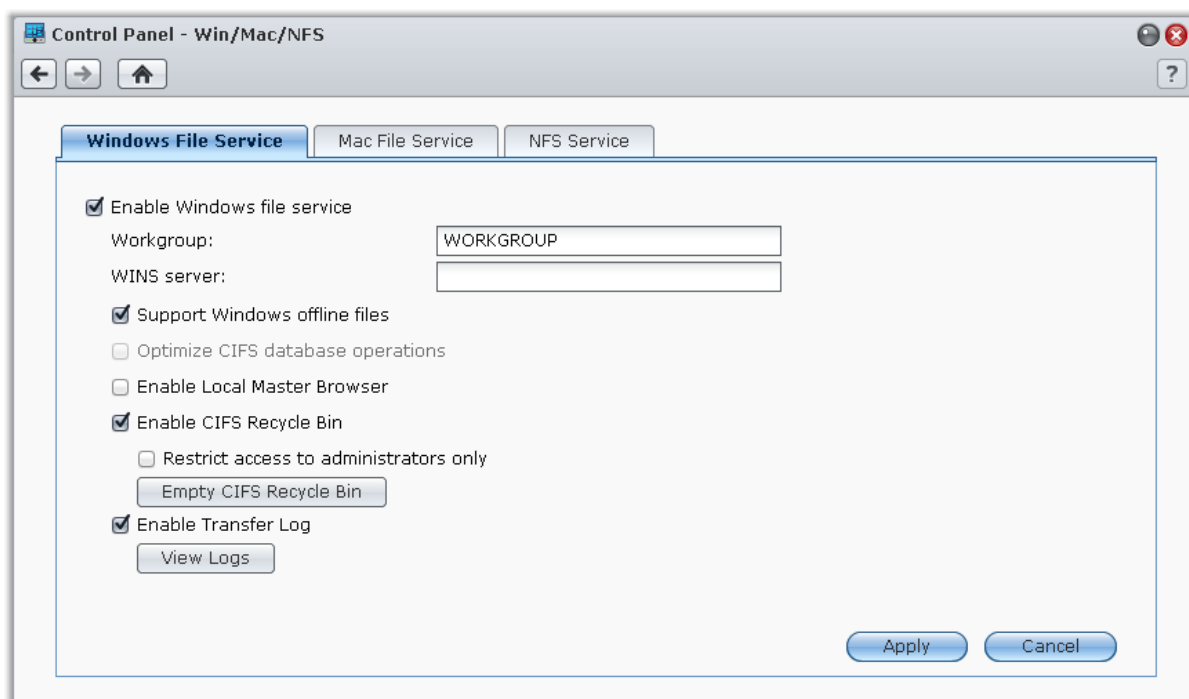 Control Panel - Win/Mac/NFS
?
Windows File Service Mac File Service NFS Service
Enable Windows file service
Workgroup: WORKGROUP
WINS server:
Support Windows offline files
Optimize CIFS database operations
Enable Local Master Browser
Enable CIFS Recycle Bin
Restrict access to administrators only
Empty CIFS Recycle Bin
Enable Transfer Log
View Logs
Apply Cancel